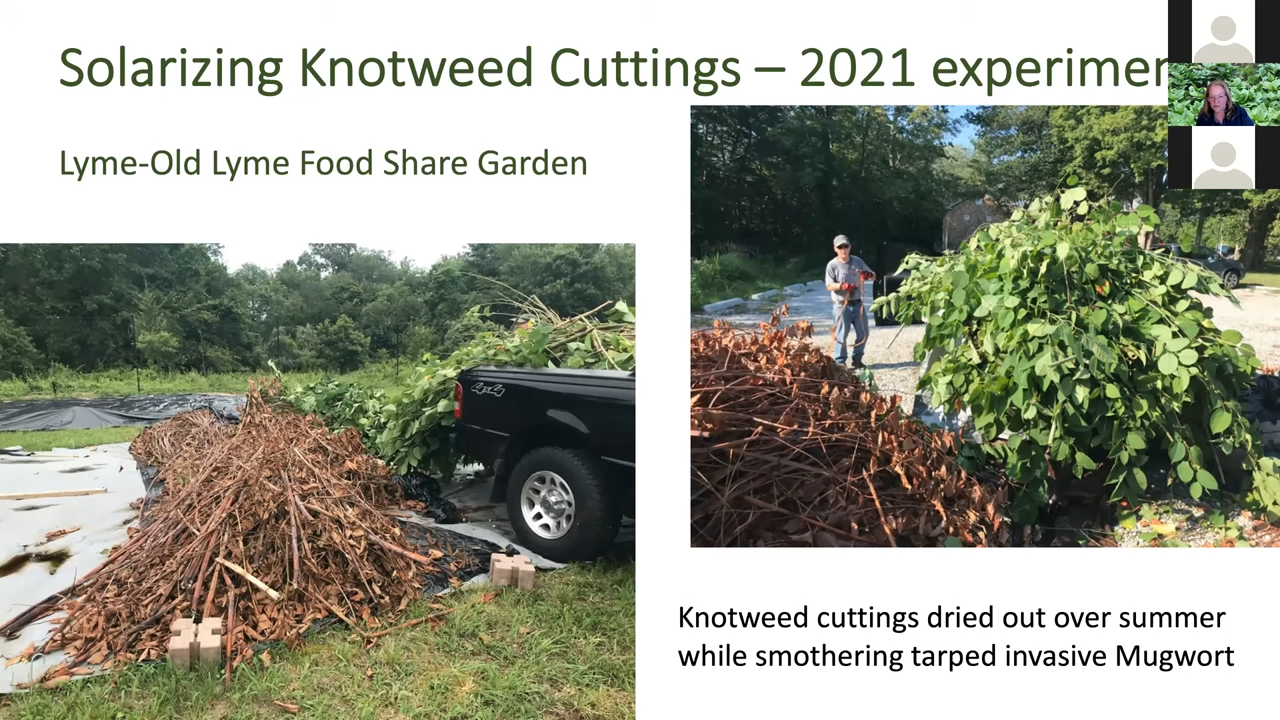 Solarizing Knotweed Cuttings – 2021 experimen
Lyme-Old Lyme Food Share Garden
4x4
Knotweed cuttings dried out over summer
while smothering tarped invasive Mugwort